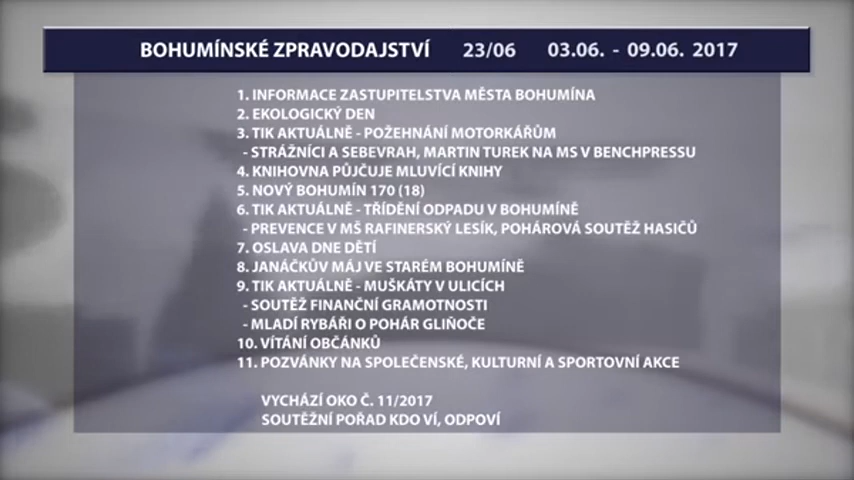 BOHUMÍNSKÉ ZPRAVODAJSTVÍ 23/06 03.06. - 09.06. 2017
1. INFORMACE ZASTUPITELSTVA MĚSTA BOHUMÍNA
2. EKOLOGICKÝ DEN
3. TIK AKTUÁLNĚ - POŽEHNÁNÍ MOTORKÁŘŮM
- STRÁŽNÍCI A SEBEVRAH, MARTIN TUREK NA MS V BENCHPRESSU
4. KNIHOVNA PŮJČUJE MLUVÍCÍ KNIHY
5. NOVÝ BOHUMÍN 170 (18)
6. TIK AKTUÁLNĚ - TŘÍDĚNÍ ODPADU V BOHUMÍNĚ
- PREVENCE V MŠ RAFINERSKÝ LESÍK, POHÁROVÁ SOUTĚŽ HASIČŮ
7. OSLAVA DNE DĚTÍ
8. JANÁČKŮV MÁJ VE STARÉM BOHUMÍNĚ
9. TIK AKTUÁLNĚ - MUŠKÁTY V ULICÍCH
- SOUTĚŽ FINANČNÍ GRAMOTNOSTI
- MLADÍ RYBÁŘI O POHÁR GLIŇOČE
10. VÍTÁNÍ OBČÁNKŮ
11. POZVÁNKY NA SPOLEČENSKÉ, KULTURNÍ A SPORTOVNÍ AKCE
VYCHÁZÍ OKO Č. 11/2017
SOUTĚŽNÍ POŘAD KDO VÍ, ODPOVÍ